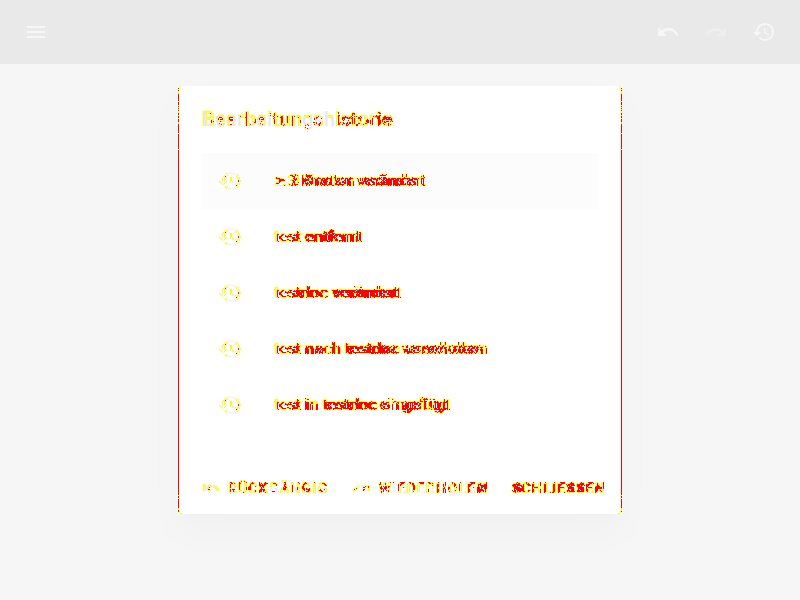 Bearbeitungshistorie
> 3 Knoten verändert
test entfernt
testdoc verändert
test nach testdoc verschoben
test in testdoc eingefügt
RÜCKGÄNGIG WIEDERHOLEN SCHLIESSEN